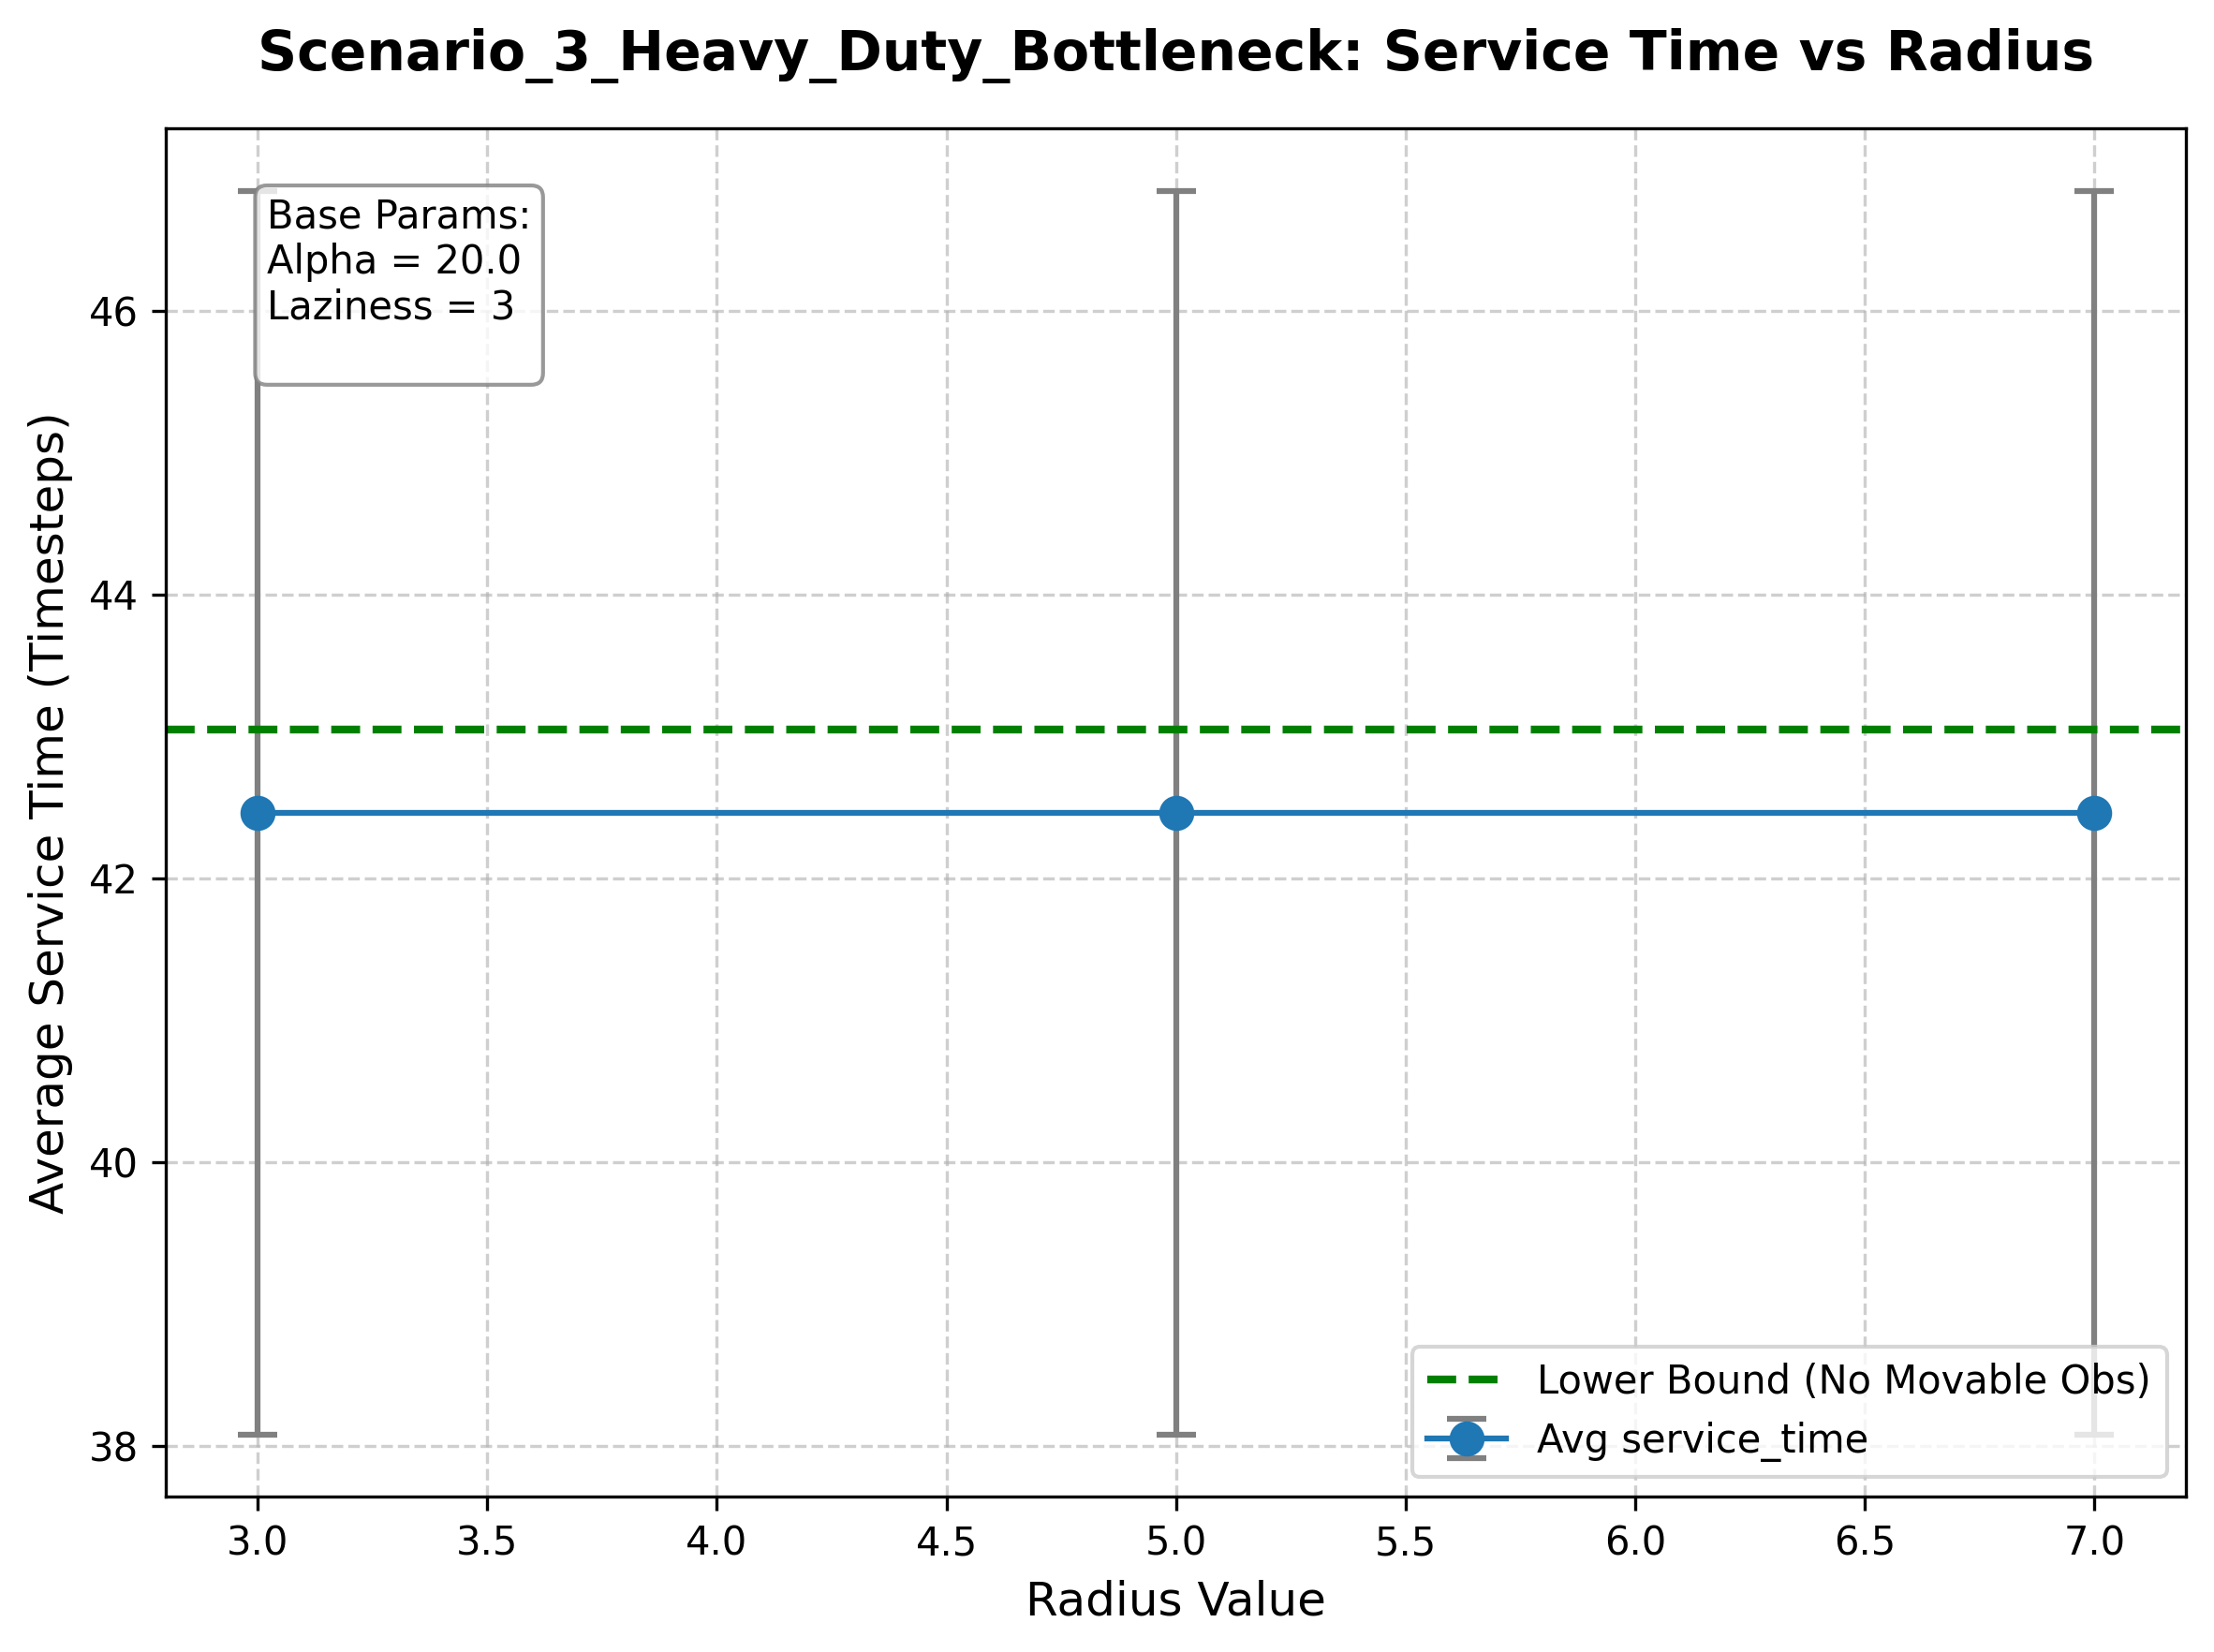 Scenario_3_Heavy_Duty_Bottleneck: Service Time vs Radius
Base Params:
Alpha = 20.0
Laziness = 3
Average Service Time (Timesteps)
46
44
42
40
38
Lower Bound (No Movable Obs)
Avg service_time
3.0 3.5 4.0 4.5 5.0 5.5 6.0 6.5 7.0
Radius Value